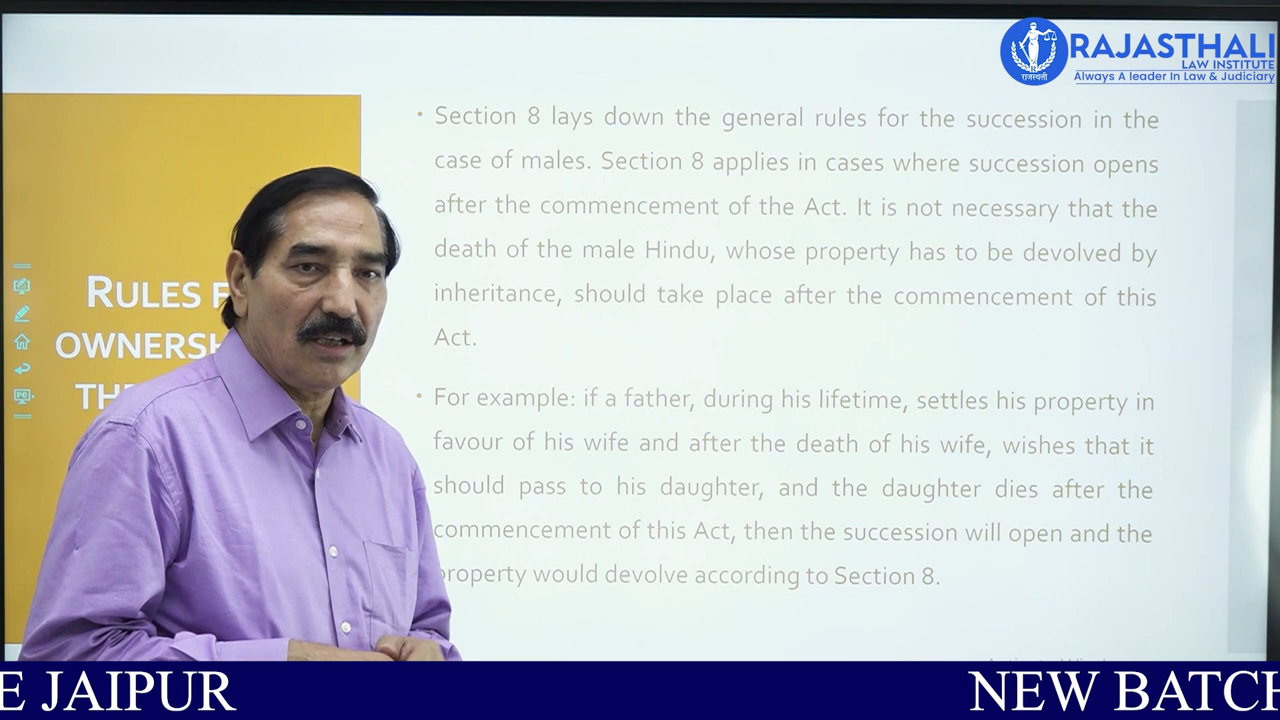 RAJASTHALI
LAW INSTITUTE
Always A leader In Law & Judiciary
राजस्थली
RULES
OWNERSH
TH
• Section 8 lays down the general rules for the succession in the
case of males. Section 8 applies in cases where succession opens
after the commencement of the Act. It is not necessary that the
death of the male Hindu, whose property has to be devolved by
inheritance, should take place after the commencement of this
Act.
• For example: if a father, during his lifetime, settles his property in
favour of his wife and after the death of his wife, wishes that it
should pass to his daughter, and the daughter dies after the
commencement of this Act, then the succession will open and the
property would devolve according to Section 8.
E JAIPUR
NEW BATCH